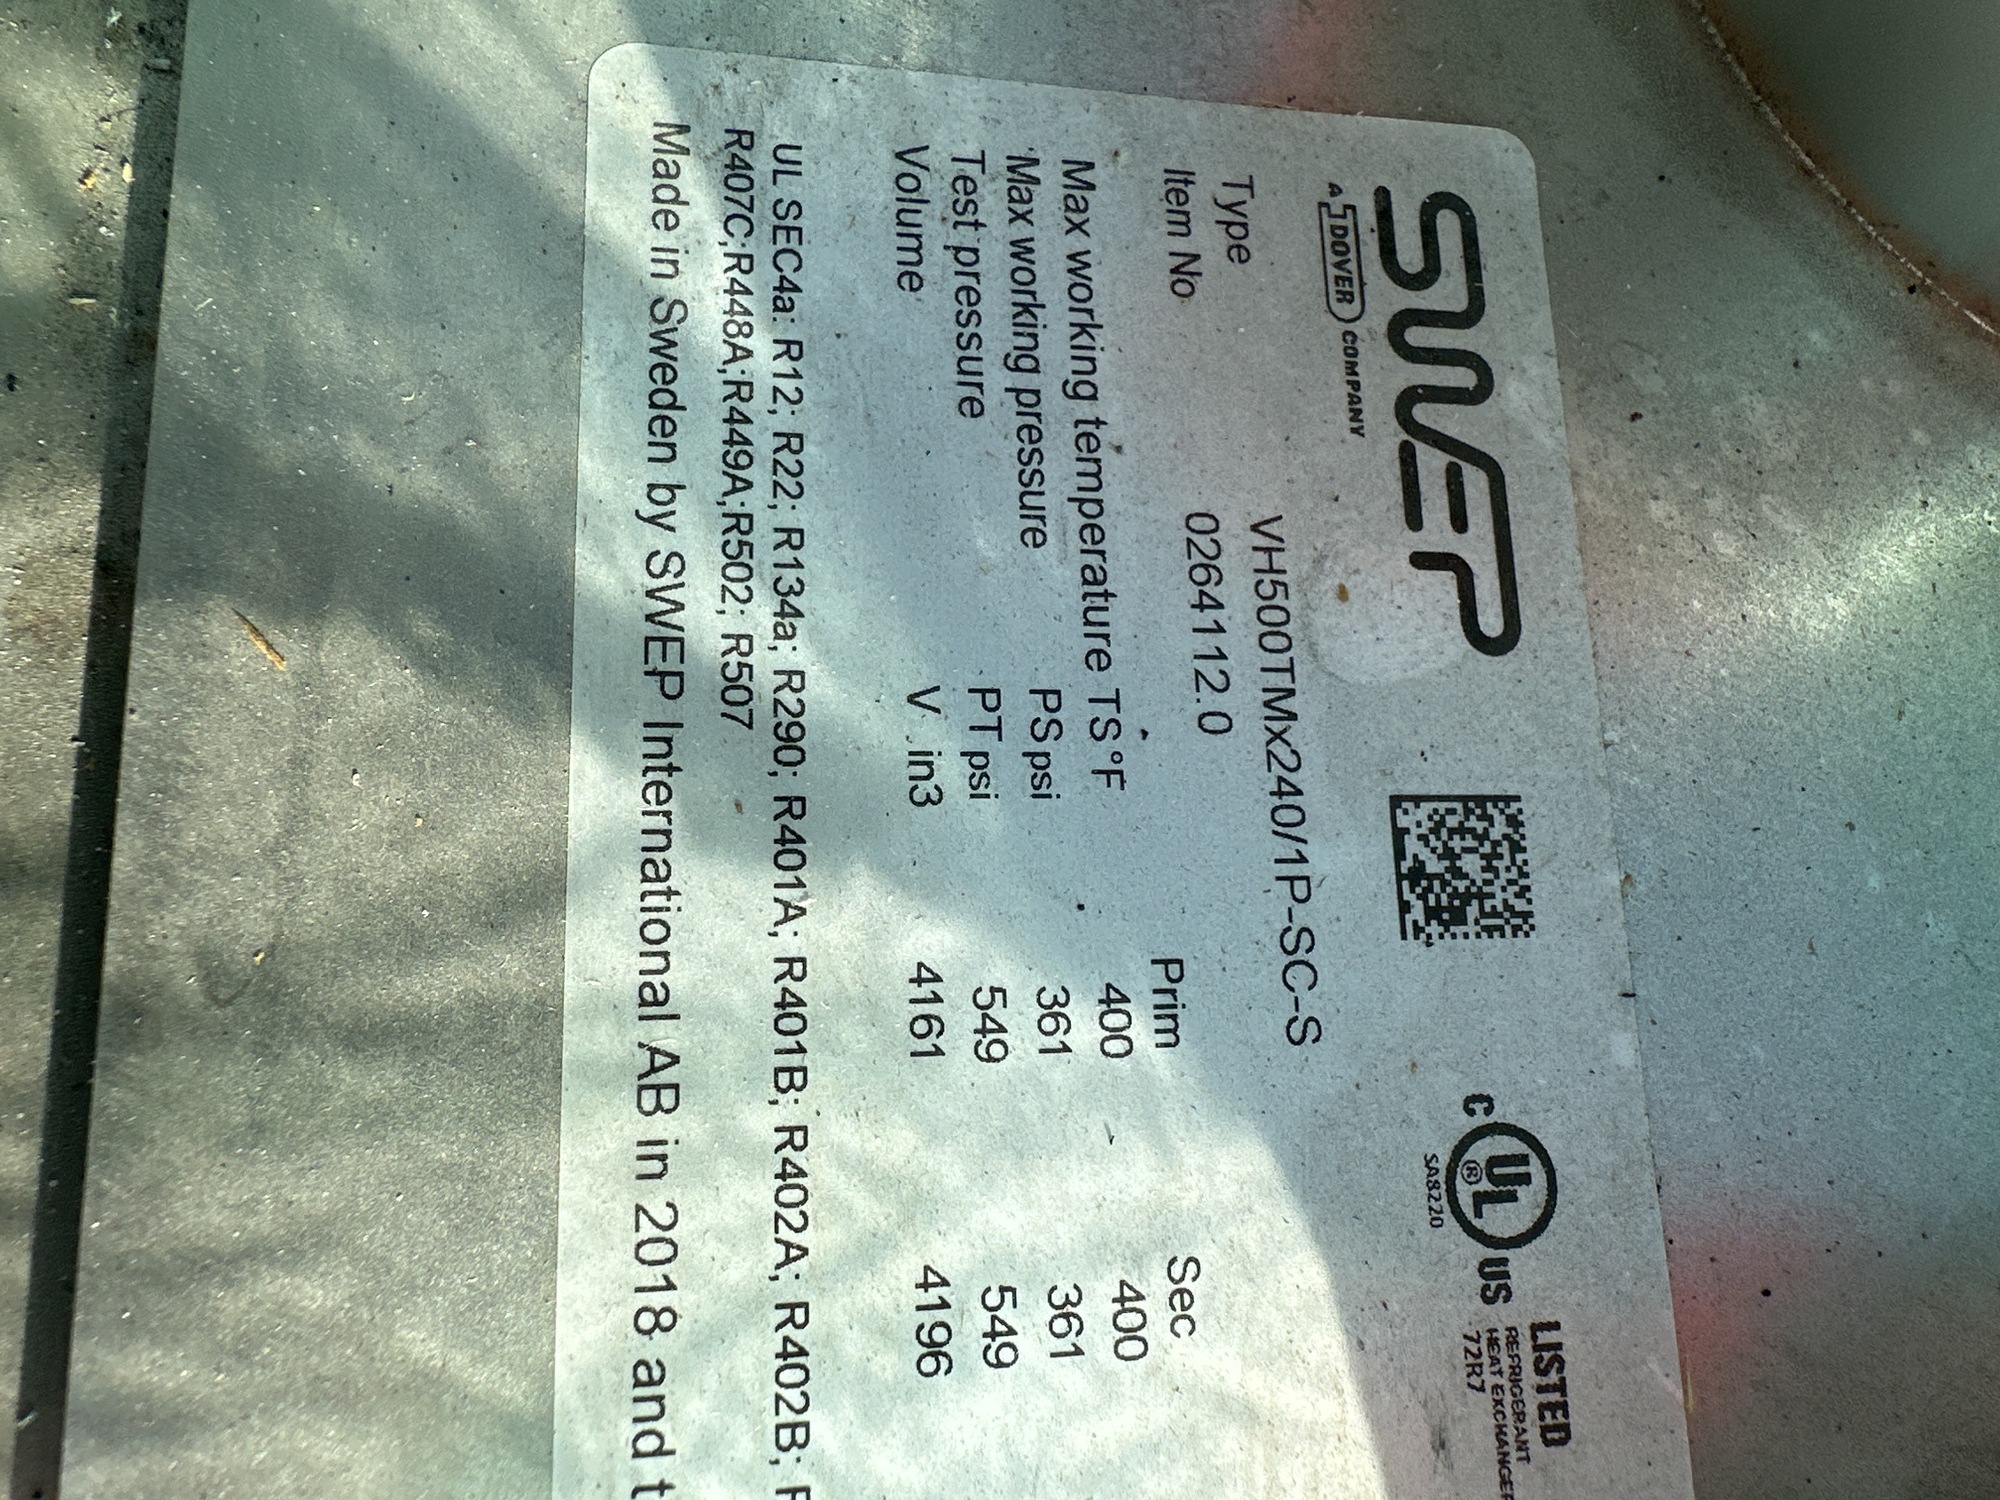 SWEP
A DOVER COMPANY
C UL® US LISTED
SA8220
REFRIGERANT
HEAT EXCHANGER
72R7
Type VH500TMx240/1P-SC-S
Item No 0264112.0
Prim Sec
Max working temperature TS °F 400 400
Max working pressure PS psi 361 361
Test pressure PT psi 549 549
Volume V in3 4161 4196
UL SEC4a: R12; R22; R134a; R290; R401A; R401B; R402A; R402B;
R407C;R448A;R449A;R502; R507
Made in Sweden by SWEP International AB in 2018 and t